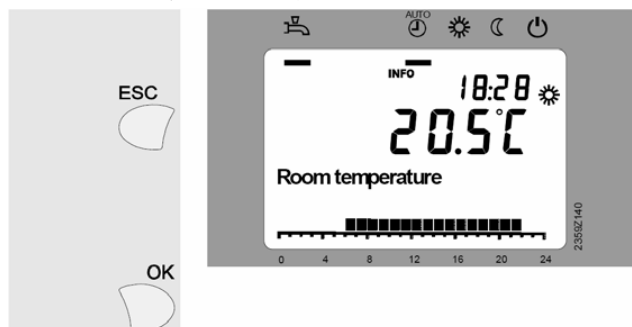 AUTO
ESC
INFO
18:28
20.5°C
Room temperature
0 4 8 12 16 20 24
OK
2359Z140